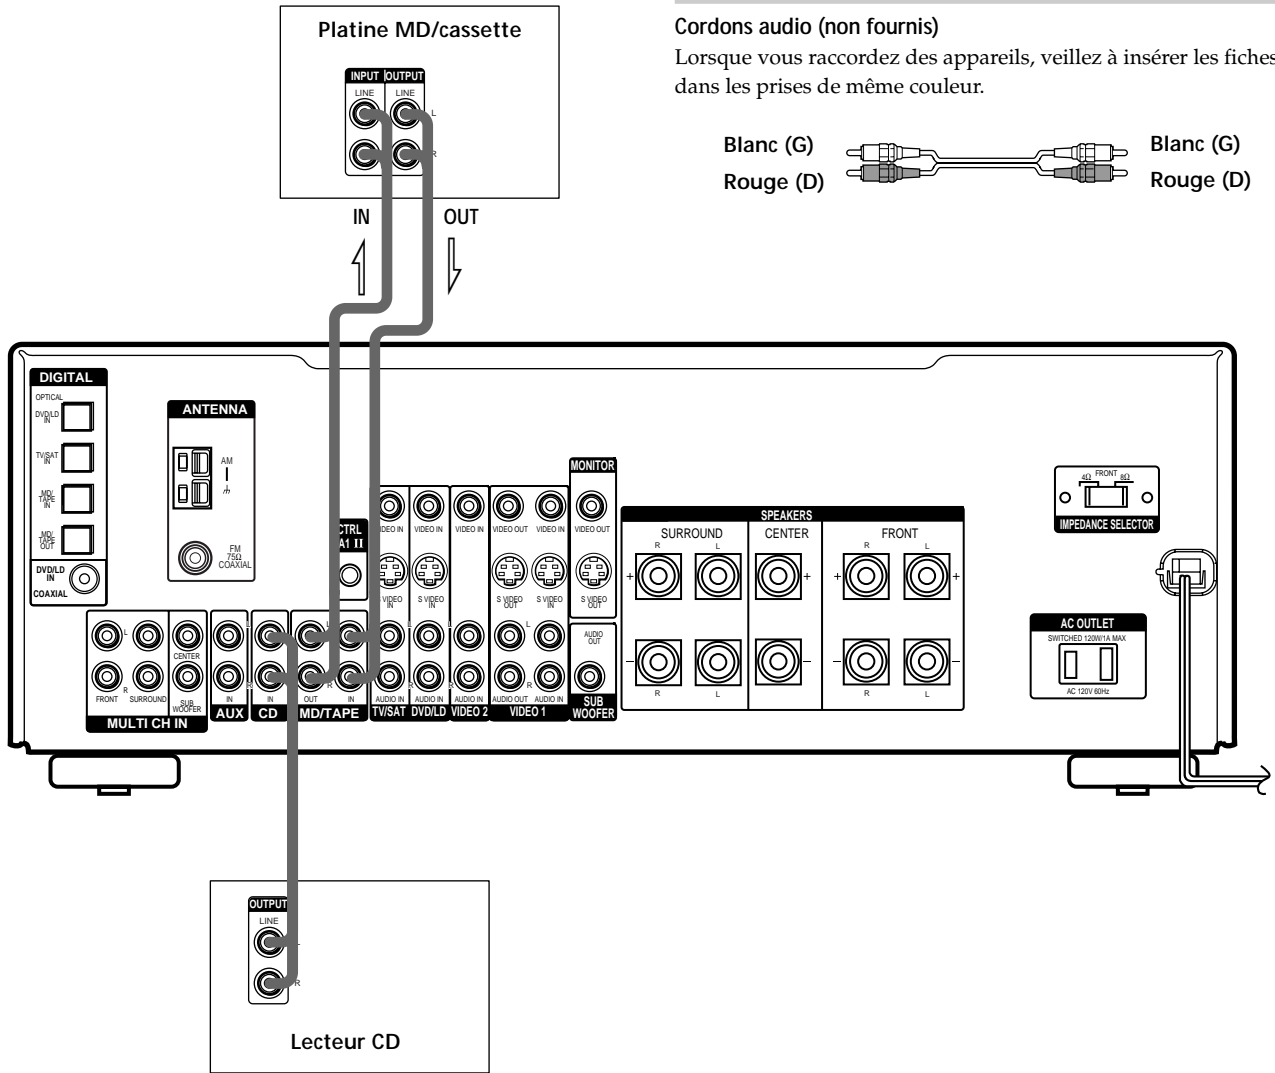 Platine MD/cassette
INPUT OUTPUT
LINE LINE
L
R
IN OUT
Cordons audio (non fournis)
Lorsque vous raccordez des appareils, veillez à insérer les fiches
dans les prises de même couleur.
Blanc (G) Blanc (G)
Rouge (D) Rouge (D)
DIGITAL
OPTICAL
DVD/LD
IN
TV/SAT
IN
MD/
TAPE
IN
MD/
TAPE
OUT
DVD/LD
IN
COAXIAL
ANTENNA
AM
FM
75Ω
COAXIAL
CTRL
A1 II
VIDEO IN VIDEO IN VIDEO IN VIDEO OUT VIDEO IN
S VIDEO
IN
S VIDEO
IN
S VIDEO
OUT
S VIDEO
IN
MONITOR
VIDEO OUT
S VIDEO
OUT
AUDIO
OUT
SUB
WOOFER
L
R
FRONT SURROUND
CENTER
SUB
WOOFER
MULTI CH IN
L
R
IN
AUX
IN
CD
L
R
OUT IN
MD/TAPE
L
R
AUDIO IN
TV/SAT
AUDIO IN
DVD/LD
L
R
AUDIO IN
VIDEO 2
L
R
AUDIO OUT AUDIO IN
VIDEO 1
SPEAKERS
SURROUND CENTER FRONT
R L R L
+ + + +
– – – –
R L R L
FRONT
4Ω 8Ω
IMPEDANCE SELECTOR
AC OUTLET
SWITCHED 120W/1A MAX
AC 120V 60Hz
OUTPUT
LINE
L
R
Lecteur CD